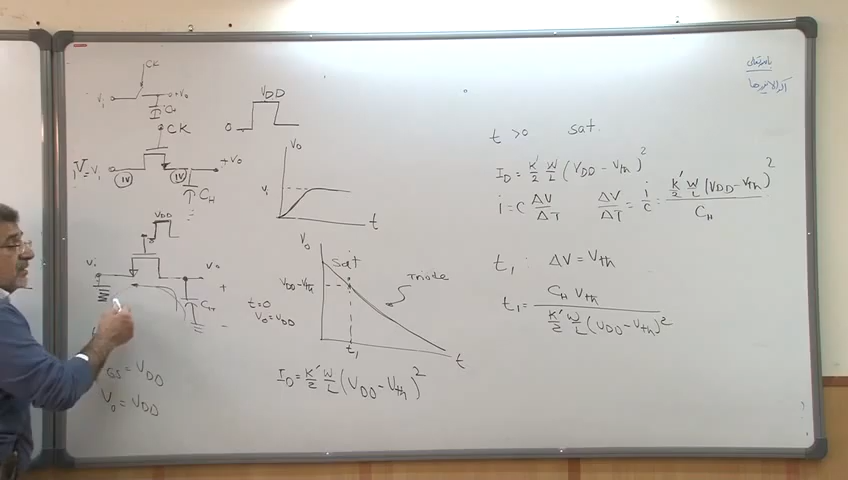 CK
Vi
+Vo
CH
CK
1V=Vi
1V
1V
+Vo
CH
VDD
0
Vo
Vi
t
VDD
Vi
Vo
+
CH
-
t=0
Vo=VDD
Vo
sat
VDD-Vth
Triode
t1
t
GS = VDD
Vo = VDD
ID = K'/2 W/L (VDD - Vth)²
t > 0 sat.
ID = K'/2 W/L (VDD - Vth)²
i = C ΔV/ΔT ΔV/ΔT = i/C : K'/2 W/L (VDD - Vth)² / CH
t1 : ΔV = Vth
t1 = CH Vth / K'/2 W/L (VDD - Vth)²